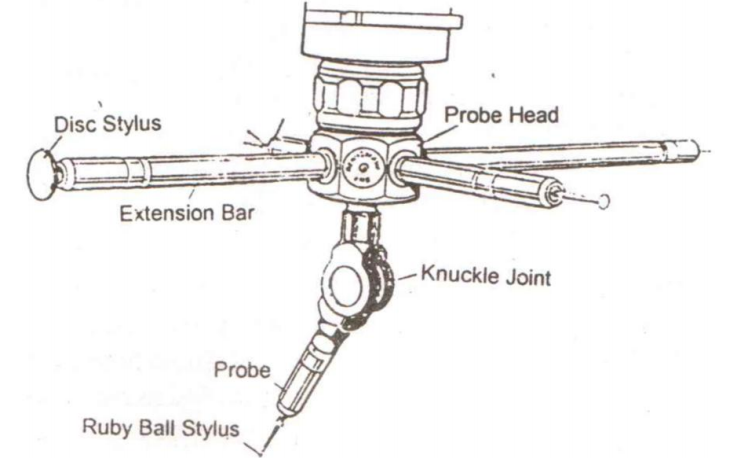 Disc Stylus
Probe Head
Extension Bar
Knuckle Joint
Probe
Ruby Ball Stylus